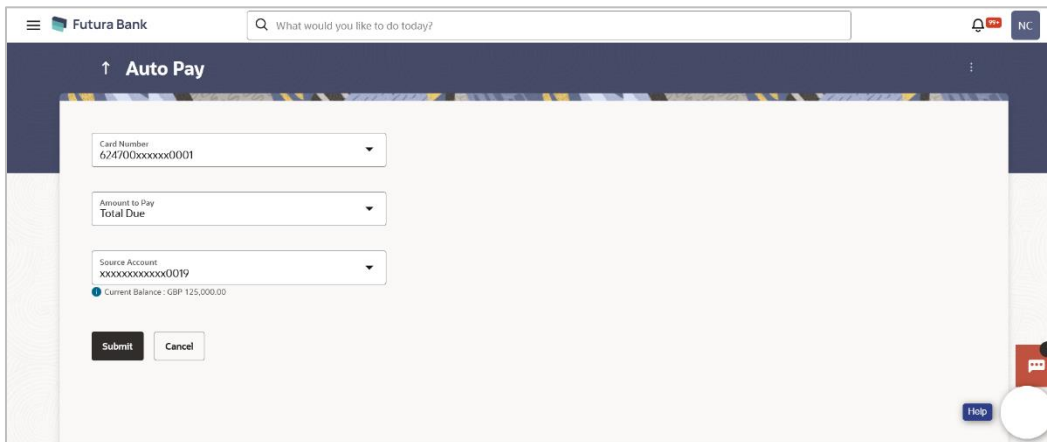 Futura Bank
What would you like to do today?
99+
NC
↑ Auto Pay
Card Number
624700xxxxxx0001
Amount to Pay
Total Due
Source Account
xxxxxxxxxxxx0019
Current Balance : GBP 125,000.00
Submit Cancel
Help